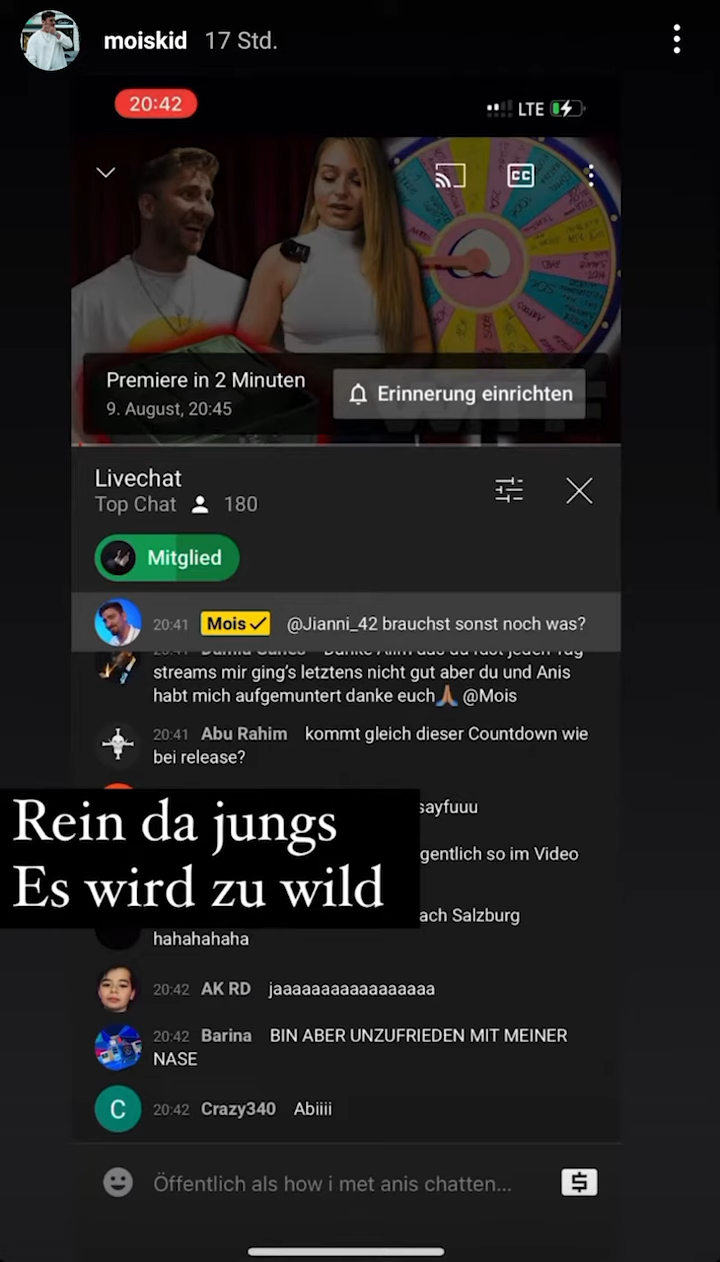 moiskid 17 Std.
20:42
LTE
CC
Premiere in 2 Minuten
9. August, 20:45
Erinnerung einrichten
Livechat
Top Chat 180
Mitglied
20:41 Mois @Jianni_42 brauchst sonst noch was?
streams mir ging's letztens nicht gut aber du und Anis
habt mich aufgemuntert danke euch🙏🏽 @Mois
20:41 Abu Rahim kommt gleich dieser Countdown wie
bei release?
sayfuuu
Rein da jungs
gentlich so im Video
Es wird zu wild
ach Salzburg
hahahahaha
20:42 AK RD jaaaaaaaaaaaaaaaaa
20:42 Barina BIN ABER UNZUFRIEDEN MIT MEINER
NASE
C 20:42 Crazy340 Abiiii
Öffentlich als how i met anis chatten...
$